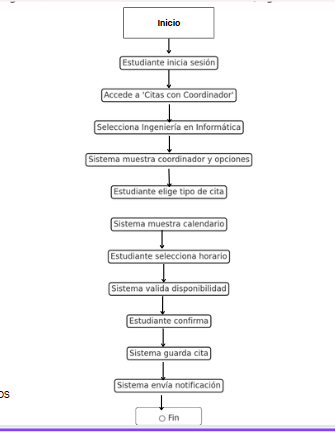 Inicio
Estudiante inicia sesión
Accede a 'Citas con Coordinador'
Selecciona Ingeniería en Informática
Sistema muestra coordinador y opciones
Estudiante elige tipo de cita
Sistema muestra calendario
Estudiante selecciona horario
Sistema valida disponibilidad
Estudiante confirma
Sistema guarda cita
os
Sistema envía notificación
Fin